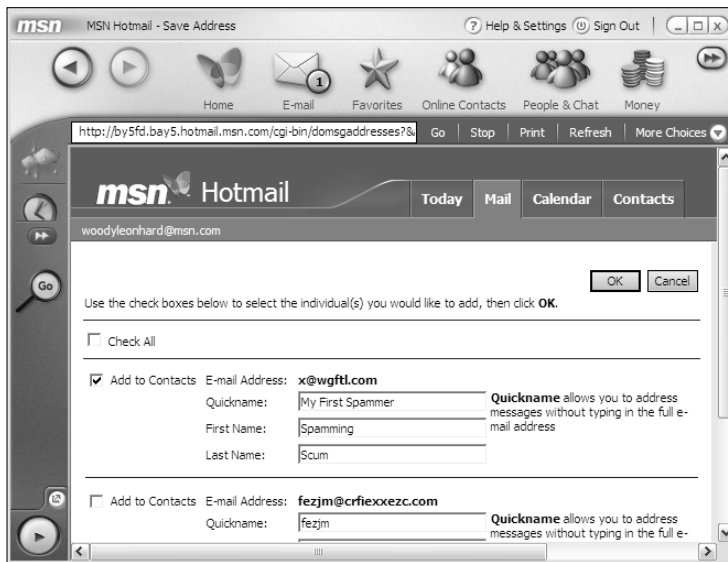 msn MSN Hotmail - Save Address ? Help & Settings Sign Out
1
Home E-mail Favorites Online Contacts People & Chat Money
http://by5fd.bay5.hotmail.msn.com/cgi-bin/domsgaddresses?& Go Stop Print Refresh More Choices
msn Hotmail Today Mail Calendar Contacts
woodyleonhard@msn.com
Go
OK Cancel
Use the check boxes below to select the individual(s) you would like to add, then click OK.
Check All
Add to Contacts E-mail Address: x@wgftl.com
Quickname: My First Spammer Quickname allows you to address
messages without typing in the full e-
mail address
First Name: Spamming
Last Name: Scum
Add to Contacts E-mail Address: fezjm@crfiexxezc.com
Quickname: fezjm Quickname allows you to address
messages without typing in the full e-